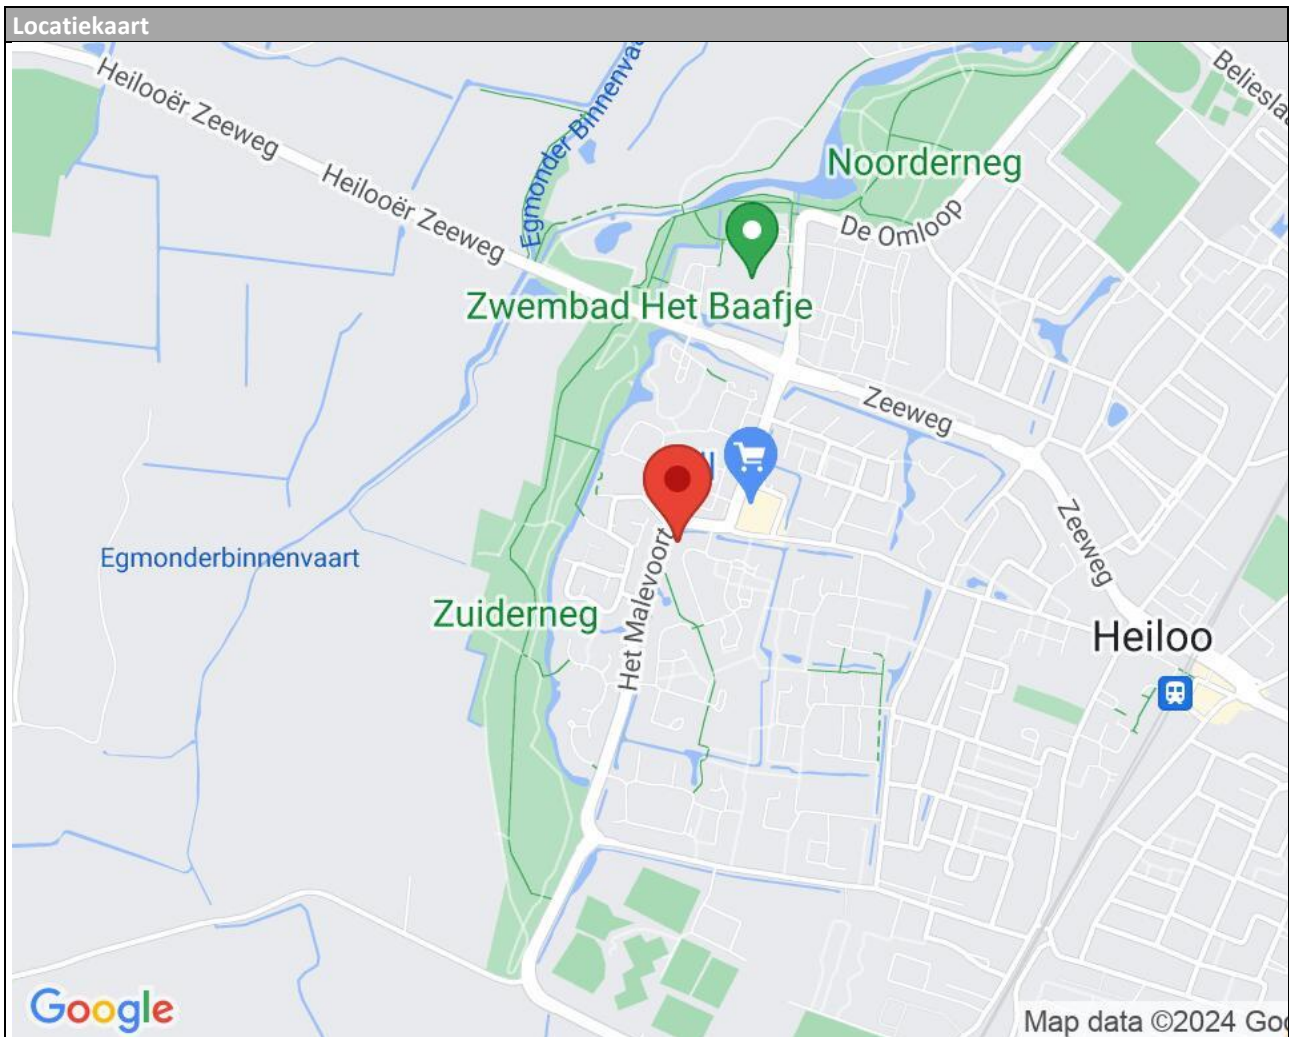 Locatiekaart
Heilooër Zeeweg
Heilooër Zeeweg
Egmonder Binnenvaa
Belieslaa
Noorderneg
De Omloop
Zwembad Het Baafje
Zeeweg
Zeeweg
Egmonderbinnenvaart
Het Malevoort
Zuiderneg
Heiloo
Google
Map data ©2024 Goo